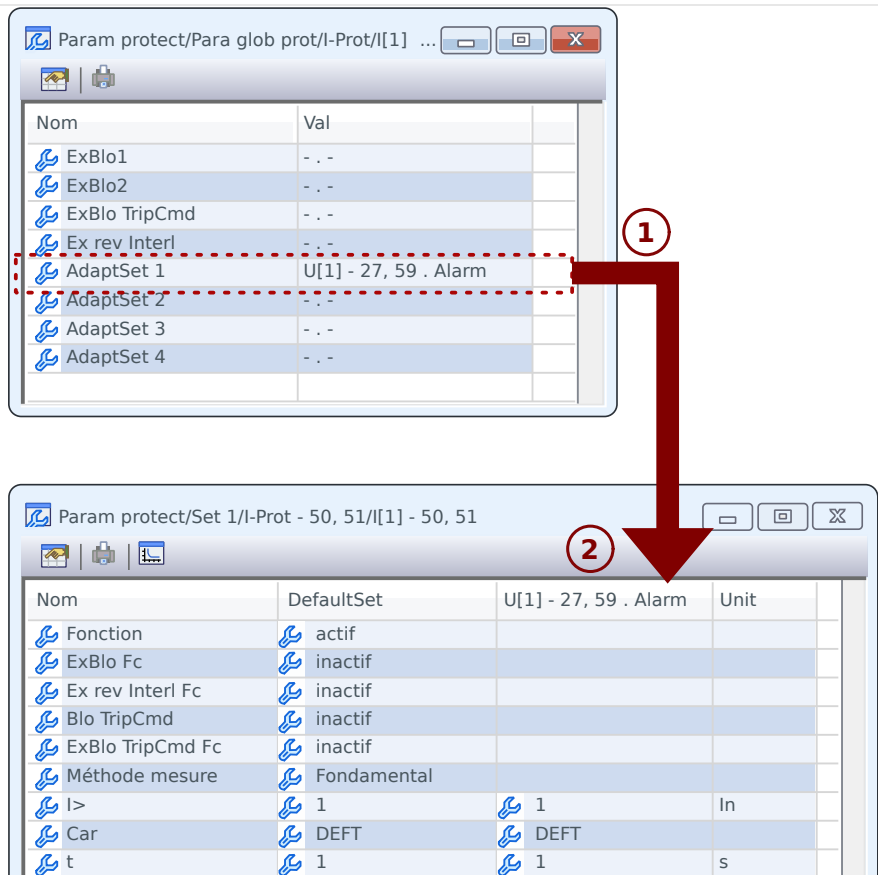 Param protect/Para glob prot/I-Prot/I[1] ...
Nom Val
ExBlo1 - . -
ExBlo2 - . -
ExBlo TripCmd - . -
Ex rev Interl - . -
AdaptSet 1 U[1] - 27, 59 . Alarm
AdaptSet 2 - . -
AdaptSet 3 - . -
AdaptSet 4 - . -
1
Param protect/Set 1/I-Prot - 50, 51/I[1] - 50, 51
2
Nom DefaultSet U[1] - 27, 59 . Alarm Unit
Fonction actif
ExBlo Fc inactif
Ex rev Interl Fc inactif
Blo TripCmd inactif
ExBlo TripCmd Fc inactif
Méthode mesure Fondamental
I> 1 1 In
Car DEFT DEFT
t 1 1 s